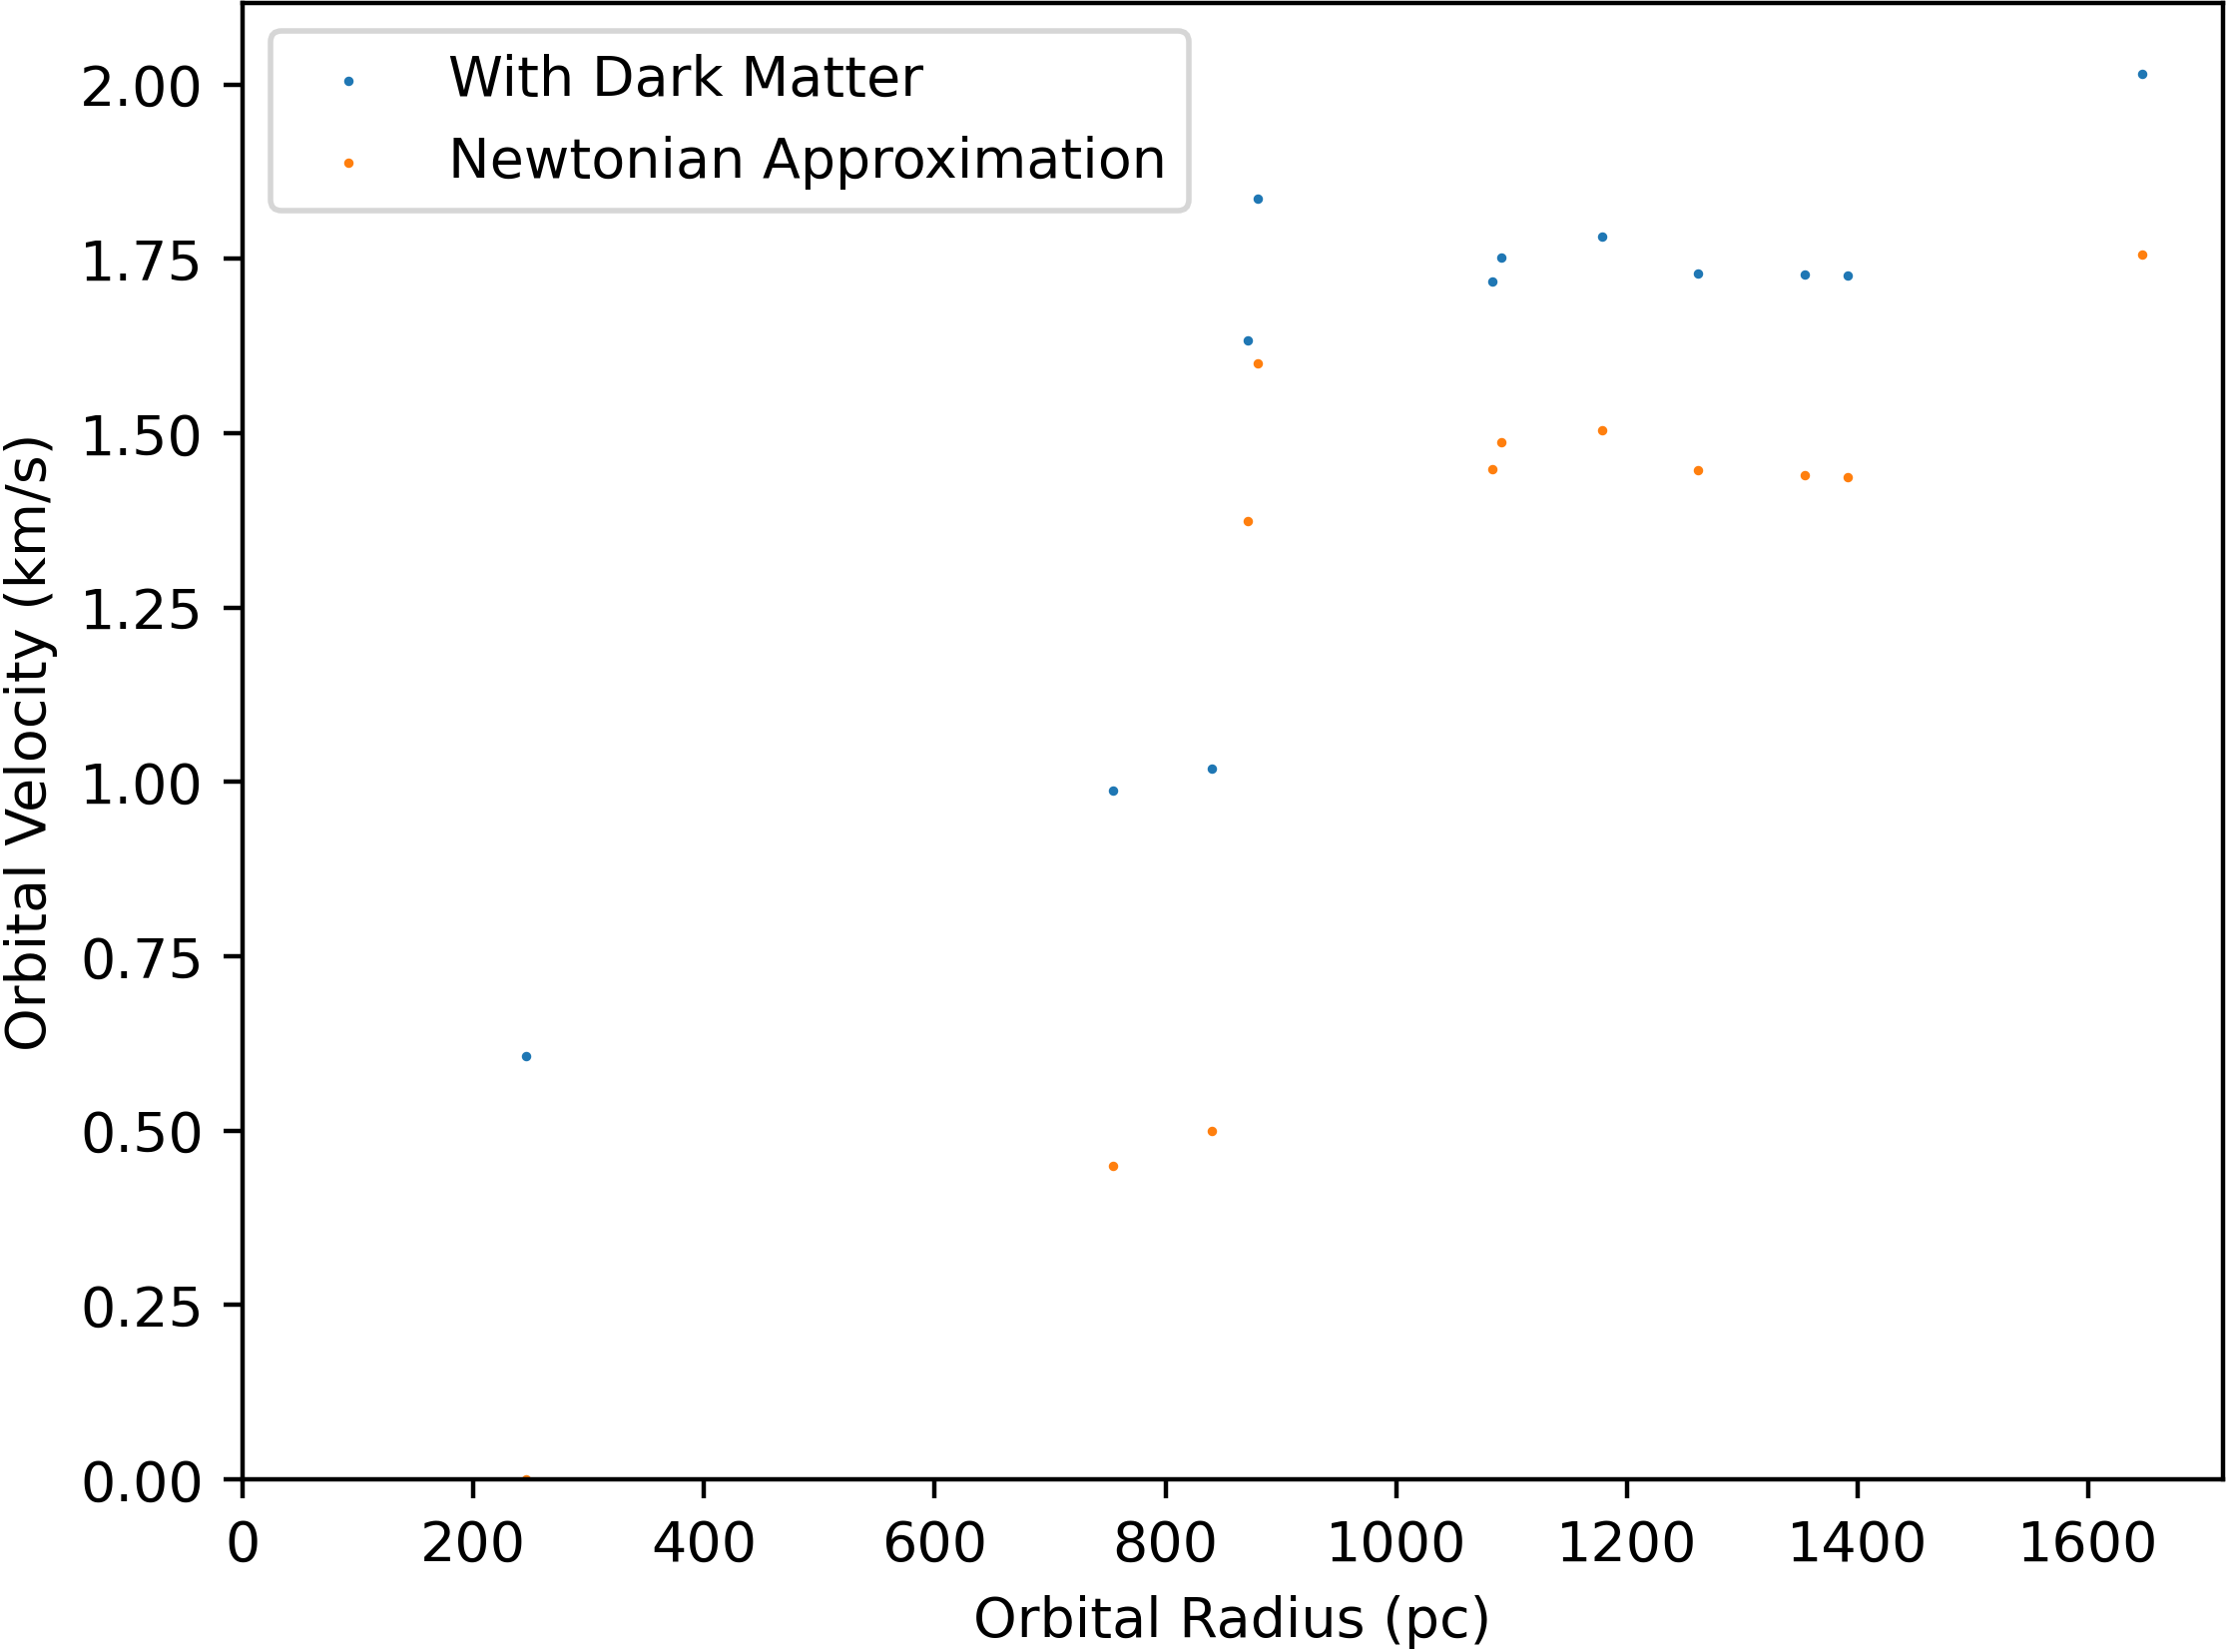 With Dark Matter
Newtonian Approximation
2.00
1.75
1.50
1.25
1.00
0.75
0.50
0.25
0.00
Orbital Velocity (km/s)
0 200 400 600 800 1000 1200 1400 1600
Orbital Radius (pc)